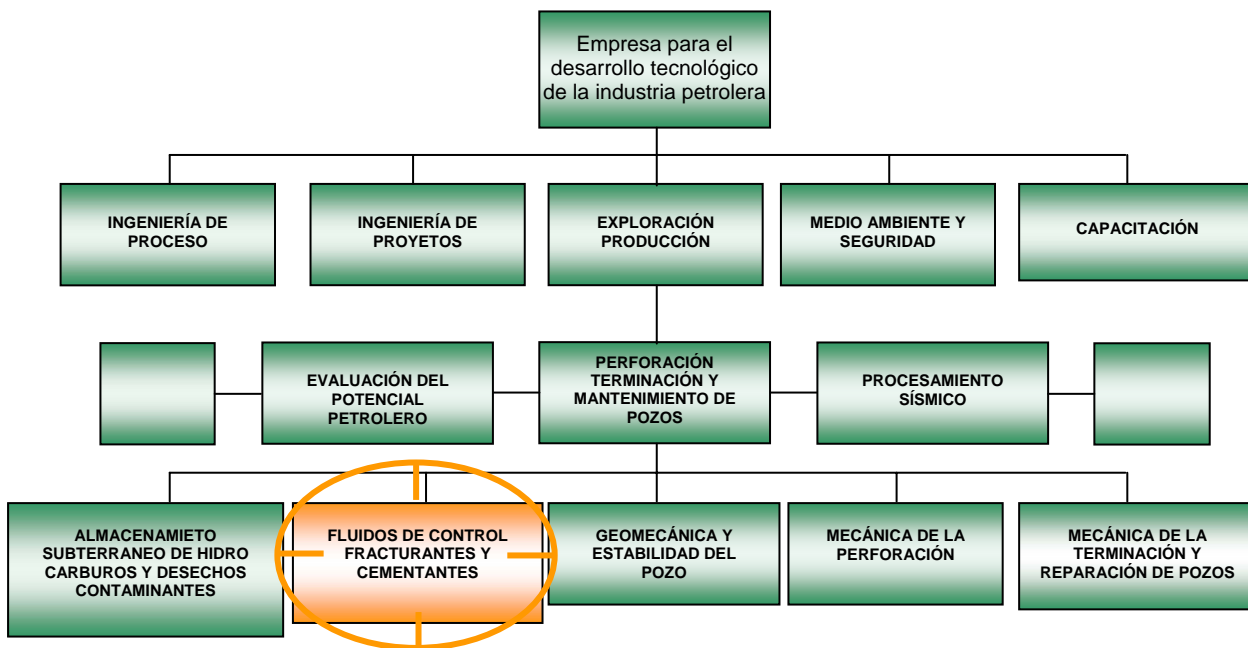 Empresa para el
desarrollo tecnológico
de la industria petrolera
INGENIERÍA DE
PROCESO
INGENIERÍA DE
PROYETOS
EXPLORACIÓN
PRODUCCIÓN
MEDIO AMBIENTE Y
SEGURIDAD
CAPACITACIÓN
EVALUACIÓN DEL
POTENCIAL
PETROLERO
PERFORACIÓN
TERMINACIÓN Y
MANTENIMIENTO DE
POZOS
PROCESAMIENTO
SÍSMICO
ALMACENAMIETO
SUBTERRANEO DE HIDRO
CARBUROS Y DESECHOS
CONTAMINANTES
FLUIDOS DE CONTROL
FRACTURANTES Y
CEMENTANTES
GEOMECÁNICA Y
ESTABILIDAD DEL
POZO
MECÁNICA DE LA
PERFORACIÓN
MECÁNICA DE LA
TERMINACIÓN Y
REPARACIÓN DE POZOS